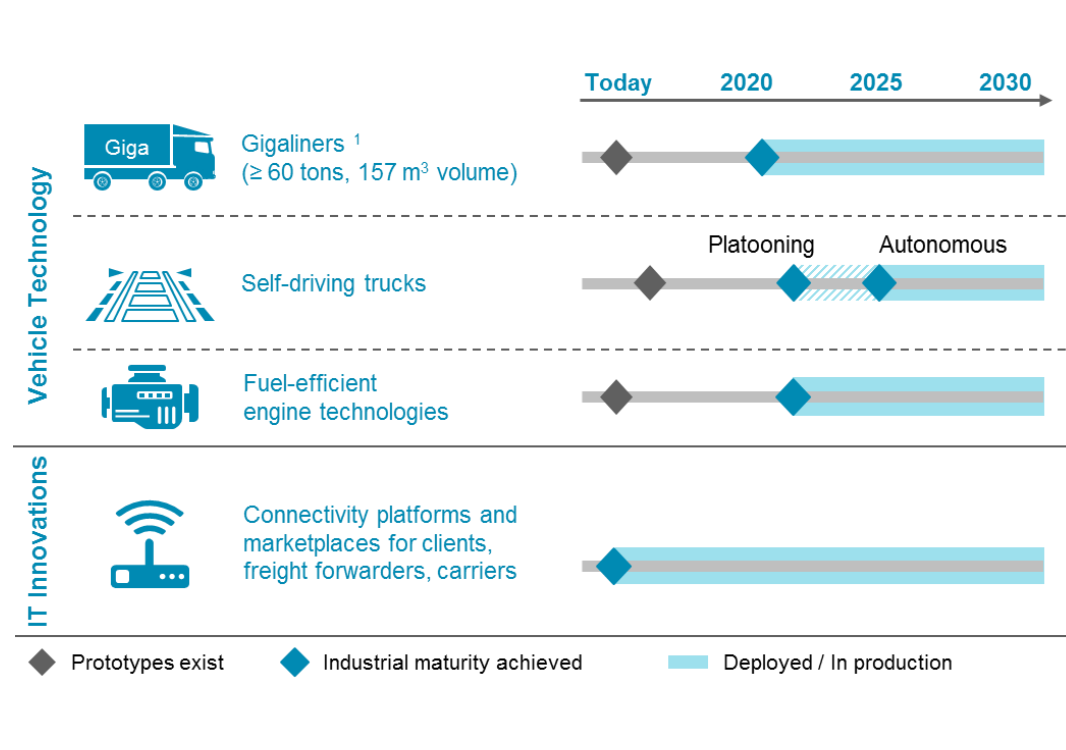 Today 2020 2025 2030
Vehicle Technology
Giga
Gigaliners ¹
(≥ 60 tons, 157 m³ volume)
Platooning Autonomous
Self-driving trucks
Fuel-efficient
engine technologies
IT Innovations
Connectivity platforms and
marketplaces for clients,
freight forwarders, carriers
Prototypes exist
Industrial maturity achieved
Deployed / In production